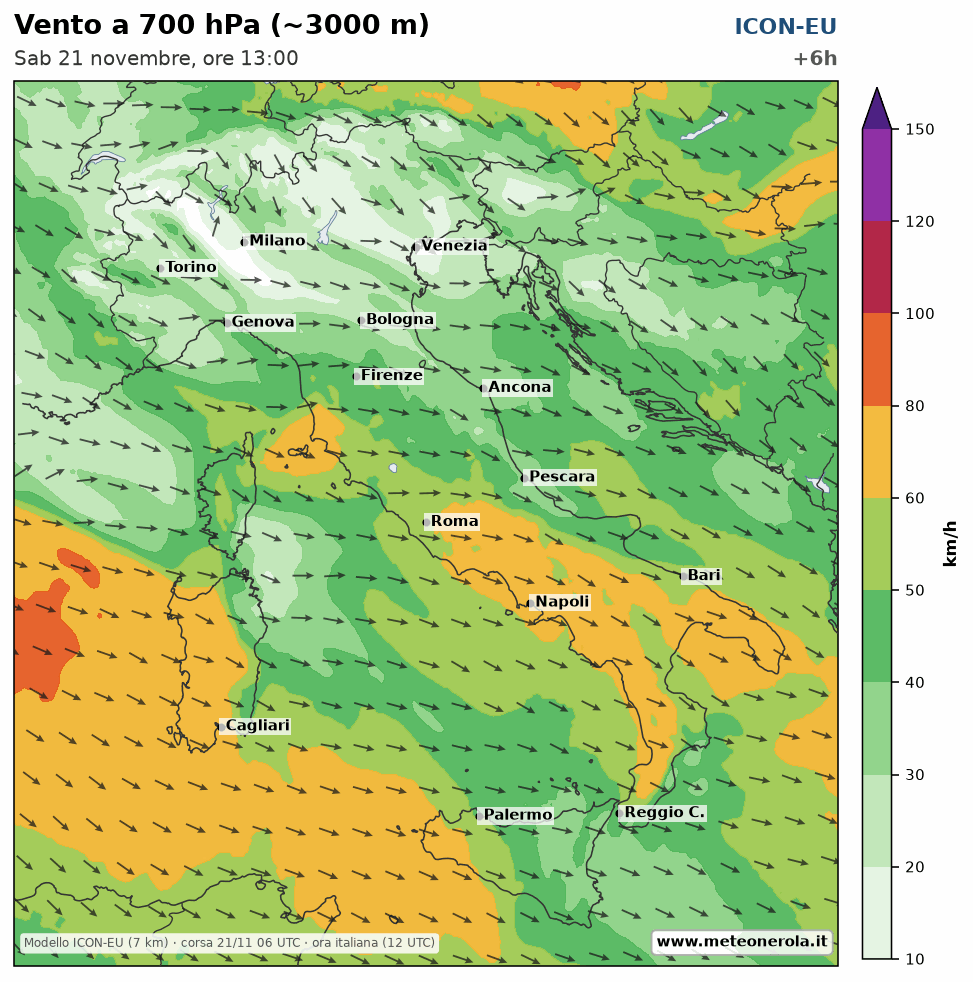 Vento a 700 hPa (~3000 m)
ICON-EU
Sab 21 novembre, ore 13:00
+6h
150
120
100
80
60
50
40
30
20
10
km/h
Milano
Venezia
Torino
Genova
Bologna
Firenze
Ancona
Pescara
Roma
Bari
Napoli
Cagliari
Palermo
Reggio C.
Modello ICON-EU (7 km) · corsa 21/11 06 UTC · ora italiana (12 UTC)
www.meteonerola.it